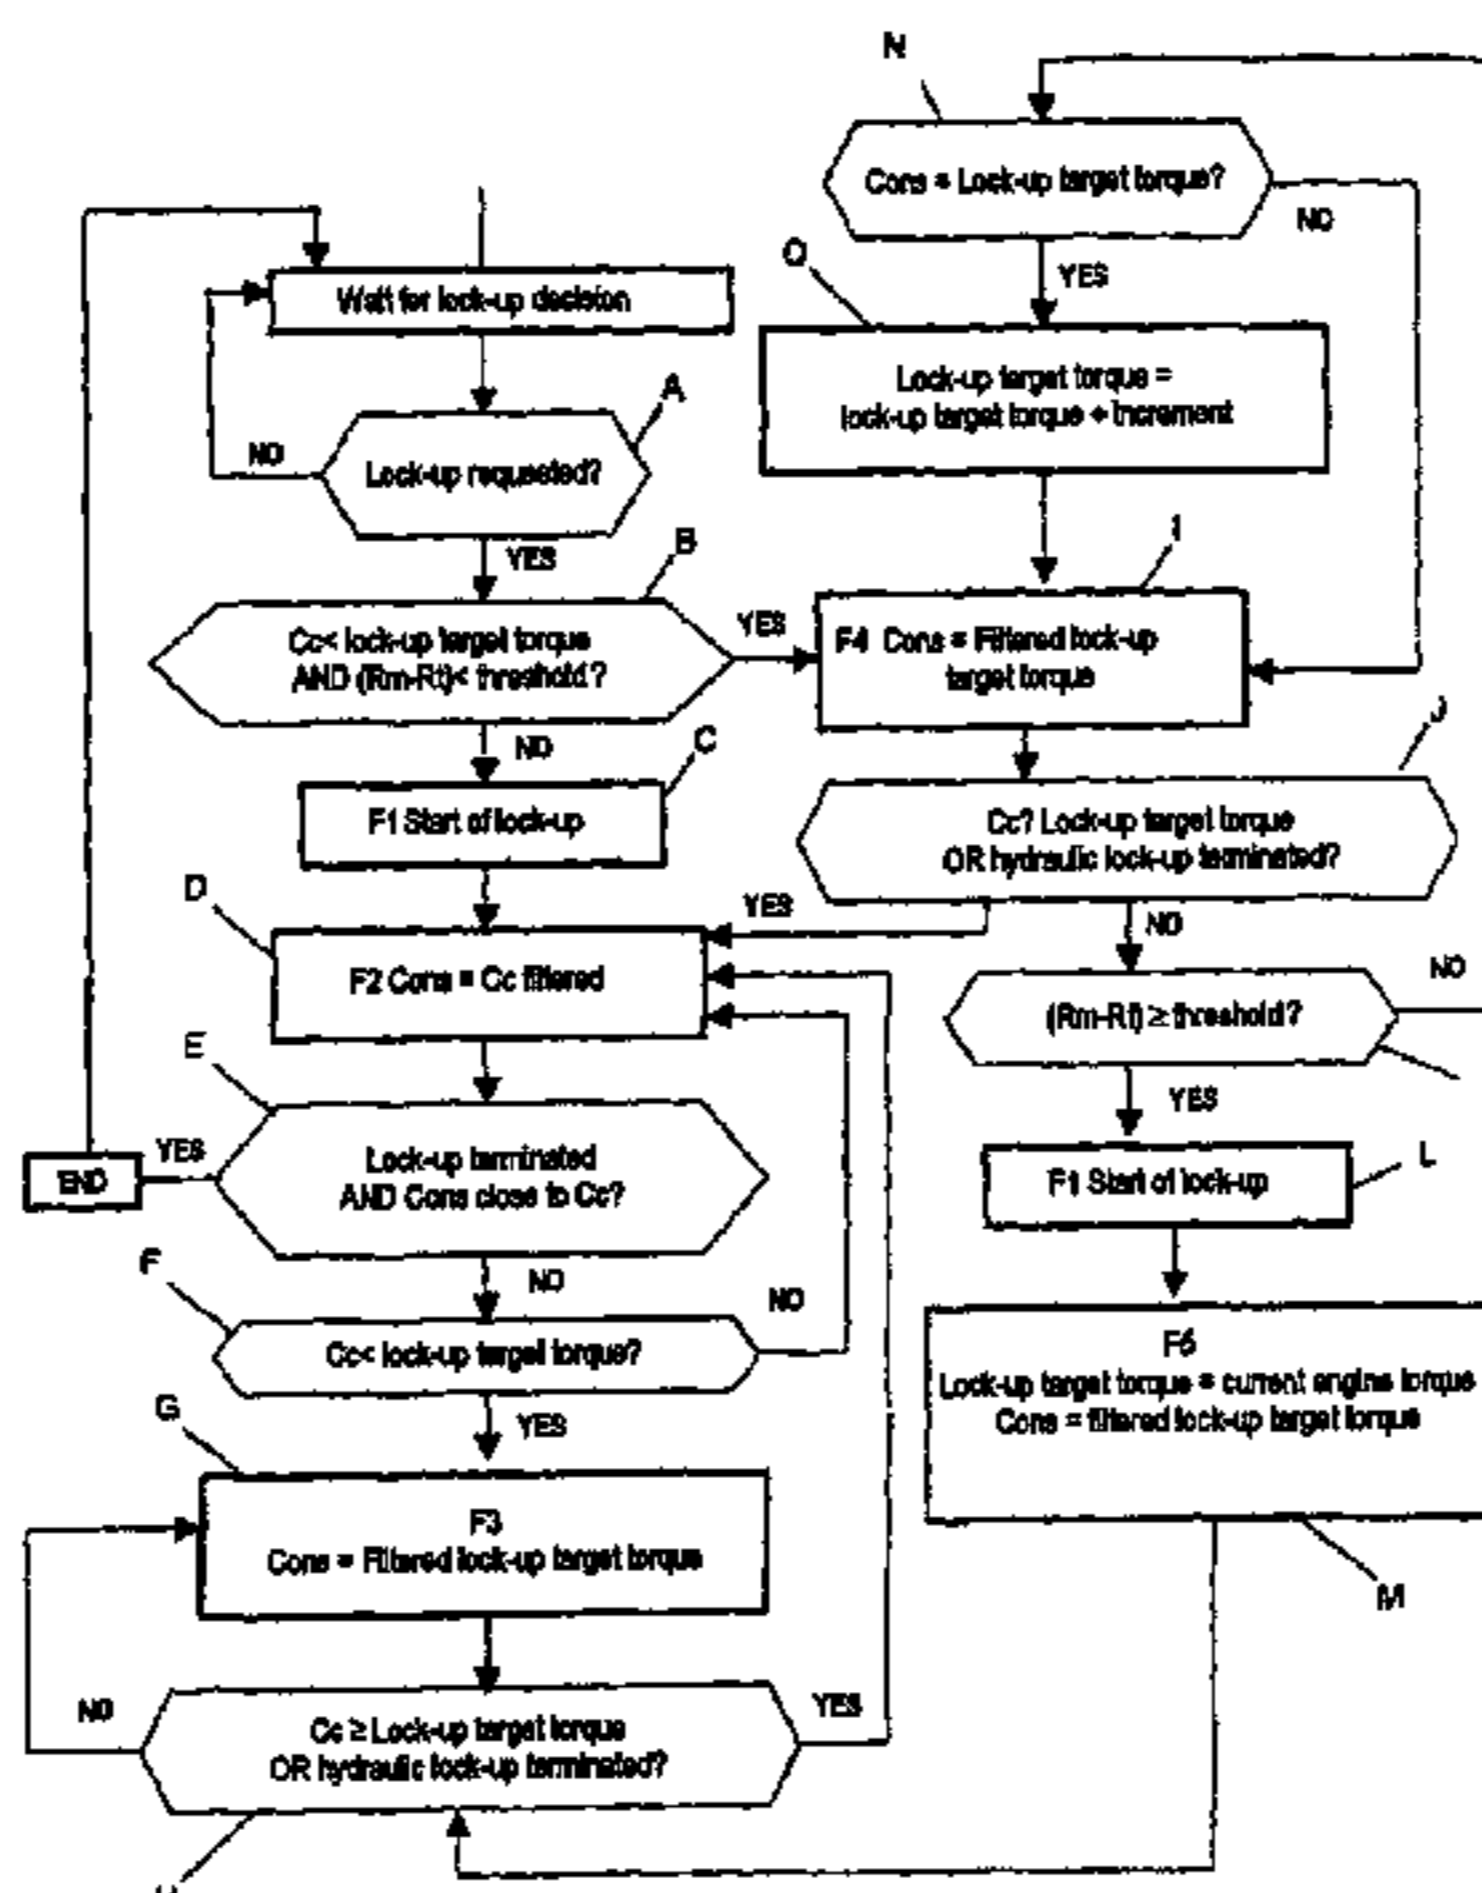 N
Cons = Lock-up target torque?
NO
YES
O
Lock-up target torque =
lock-up target torque + increment
Wait for lock-up decision
A
NO
Lock-up requested?
YES
B
Cc< lock-up target torque
AND (Rm-Rt)< threshold?
YES
NO
I
F4 Cons = Filtered lock-up
target torque
C
F1 Start of lock-up
J
Cc? Lock-up target torque
OR hydraulic lock-up terminated?
YES
NO
D
F2 Cons = Cc filtered
(Rm-Rt) ≥ threshold?
NO
YES
E
Lock-up terminated
AND Cons close to Cc?
YES
END
NO
L
F1 Start of lock-up
F
Cc< lock-up target torque?
NO
YES
F5
Lock-up target torque = current engine torque
Cons = filtered lock-up target torque
M
G
F3
Cons = Filtered lock-up target torque
NO
Cc ≥ Lock-up target torque
OR hydraulic lock-up terminated?
YES